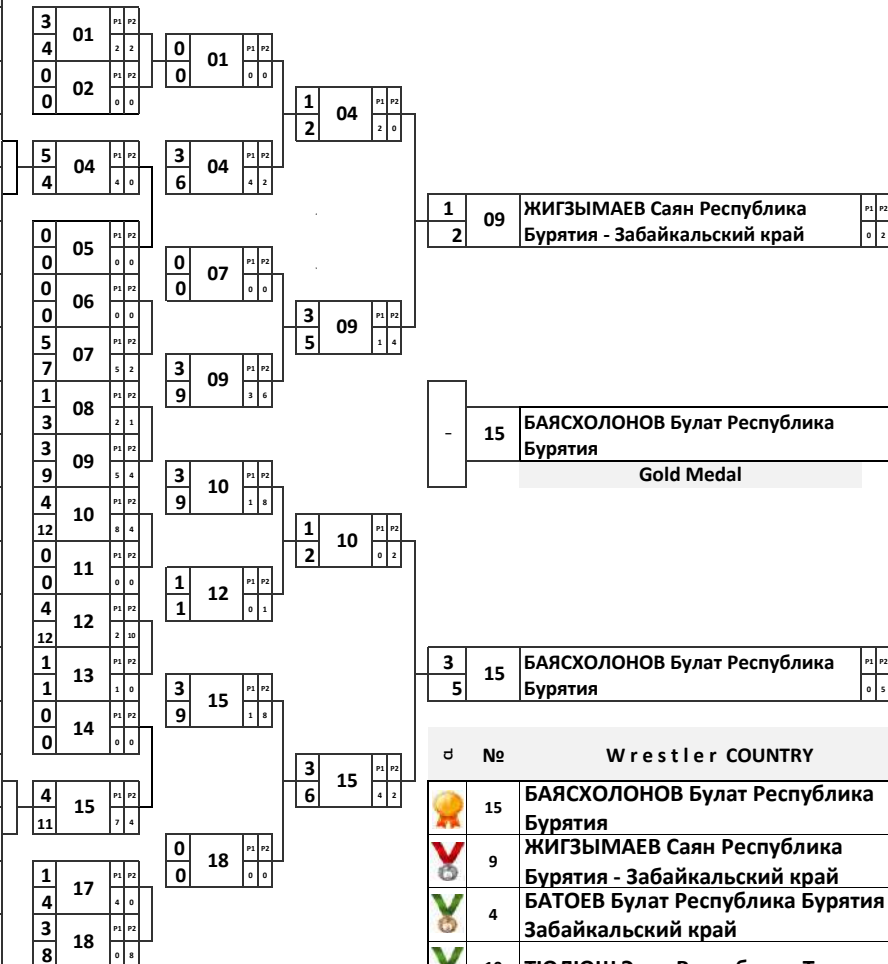 3 01 P1 P2
4 2 2
0 02 P1 P2
0 0 0
5 04 P1 P2
4 4 0
0 05 P1 P2
0 0 0
0 06 P1 P2
0 0 0
5 07 P1 P2
7 5 2
1 08 P1 P2
3 2 1
3 09 P1 P2
9 5 4
4 10 P1 P2
12 8 4
0 11 P1 P2
0 0 0
4 12 P1 P2
12 2 10
1 13 P1 P2
1 1 0
0 14 P1 P2
0 0 0
4 15 P1 P2
11 7 4
1 17 P1 P2
4 4 0
3 18 P1 P2
8 0 8
0 01 P1 P2
0 0 0
3 04 P1 P2
6 4 2
0 07 P1 P2
0 0 0
3 09 P1 P2
9 3 6
3 10 P1 P2
9 1 8
1 12 P1 P2
1 0 1
3 15 P1 P2
9 1 8
0 18 P1 P2
0 0 0
1 04 P1 P2
2 2 0
3 09 P1 P2
5 1 4
1 10 P1 P2
2 0 2
3 15 P1 P2
6 4 2
1 09 ЖИГЗЫМАЕВ Саян Республика P1 P2
2 Бурятия - Забайкальский край 0 2
– 15 БАЯСХОЛОНОВ Булат Республика
Бурятия
Gold Medal
3 15 БАЯСХОЛОНОВ Булат Республика P1 P2
5 Бурятия 0 5
№ Wrestler COUNTRY
15 БАЯСХОЛОНОВ Булат Республика
Бурятия
9 ЖИГЗЫМАЕВ Саян Республика
Бурятия - Забайкальский край
4 БАТОЕВ Булат Республика Бурятия
Забайкальский край